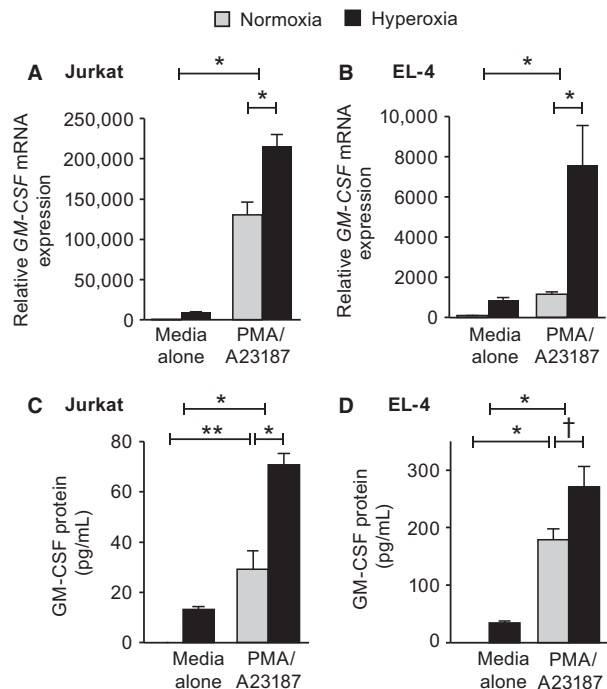 Normoxia Hyperoxia
A Jurkat
*
*
250,000
200,000
150,000
100,000
50,000
0
Relative GM-CSF mRNA
expression
Media
alone
PMA/
A23187
B EL-4
*
*
10,000
8000
6000
4000
2000
0
Relative GM-CSF mRNA
expression
Media
alone
PMA/
A23187
C Jurkat
*
** *
80
60
40
20
0
GM-CSF protein
(pg/mL)
Media
alone
PMA/
A23187
D EL-4
*
* †
300
200
100
0
GM-CSF protein
(pg/mL)
Media
alone
PMA/
A23187